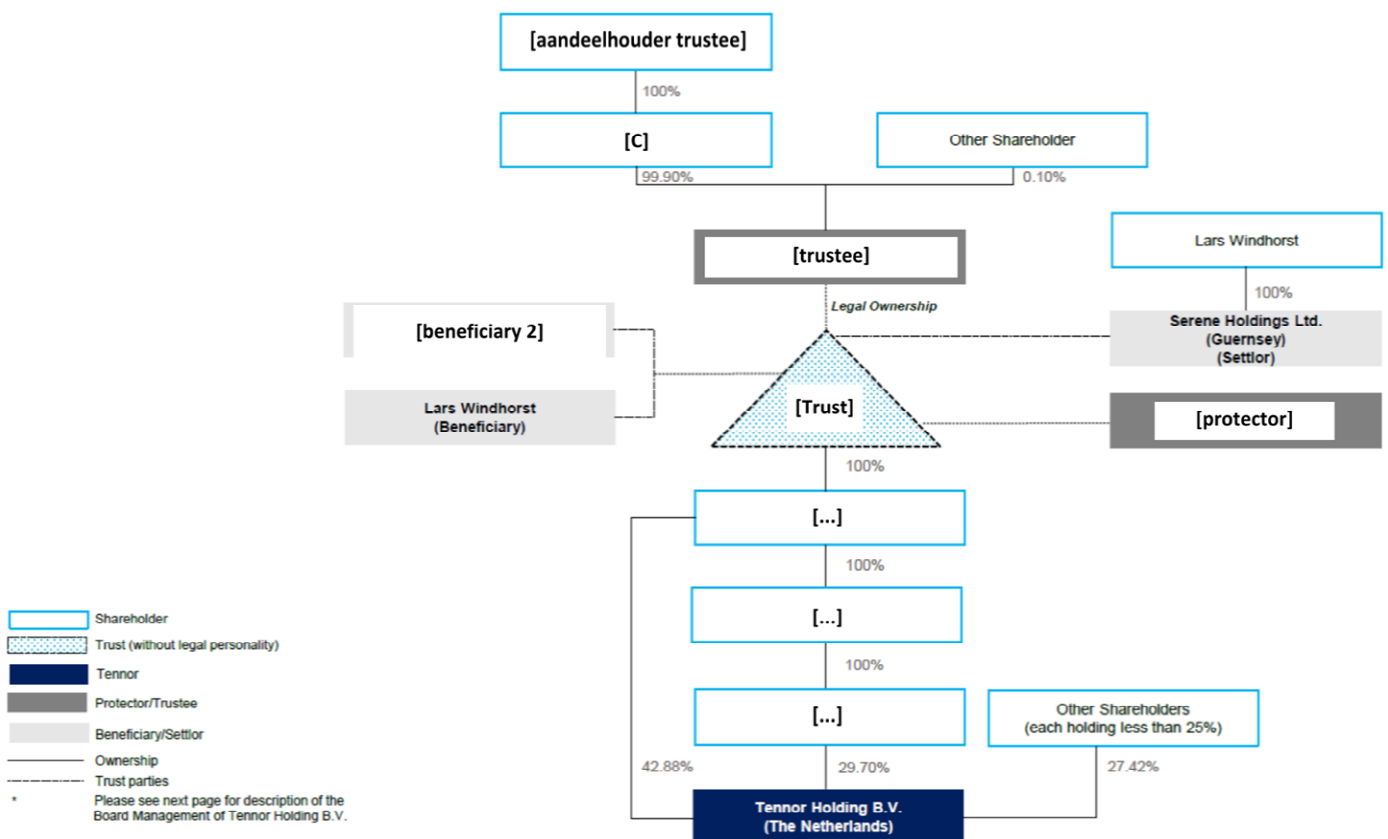 [aandeelhouder trustee]
100%
[C]
Other Shareholder
99.90%
0.10%
[trustee]
Lars Windhorst
Legal Ownership
100%
[beneficiary 2]
Serene Holdings Ltd.
(Guernsey)
(Settlor)
Lars Windhorst
(Beneficiary)
[Trust]
[protector]
100%
[...]
100%
[...]
100%
[...]
Other Shareholders
(each holding less than 25%)
42.88%
29.70%
27.42%
Tennor Holding B.V.
(The Netherlands)
Shareholder
Trust (without legal personality)
Tennor
Protector/Trustee
Beneficiary/Settlor
Ownership
Trust parties
* Please see next page for description of the
Board Management of Tennor Holding B.V.